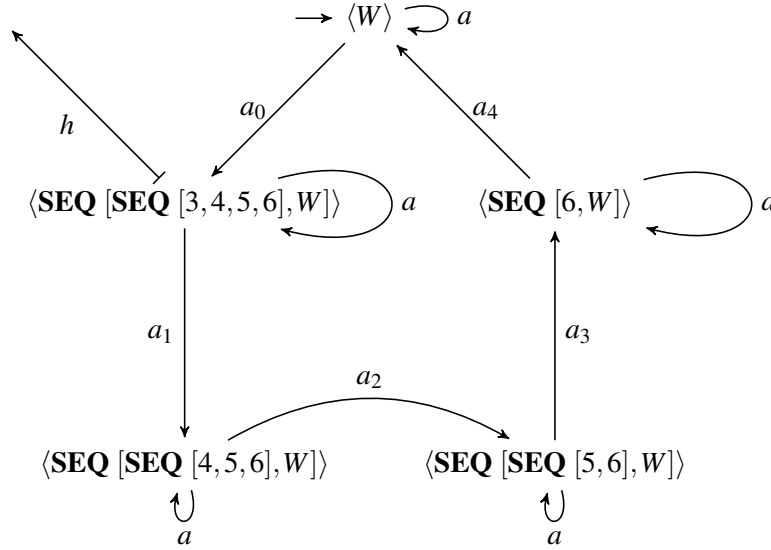 ⟨W⟩ a
h a₀ a₄
⟨SEQ [SEQ [3,4,5,6],W]⟩ a ⟨SEQ [6,W]⟩ a
a₁ a₃
a₂
⟨SEQ [SEQ [4,5,6],W]⟩ ⟨SEQ [SEQ [5,6],W]⟩
a a